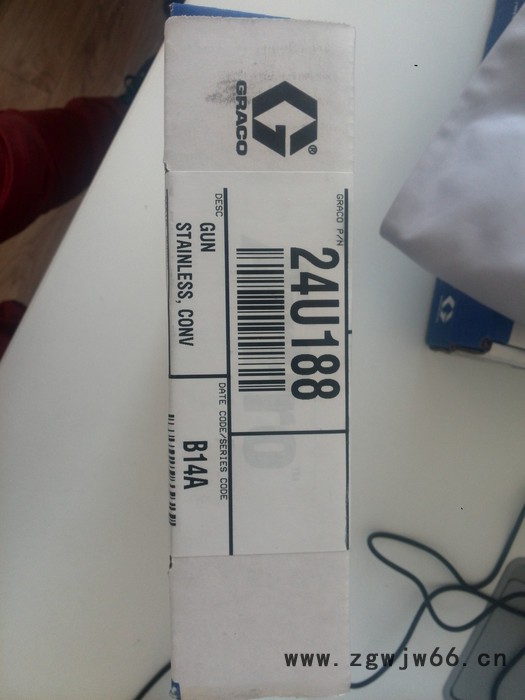 GRACO
®
GRACO P/N
24U188
DESC
GUN
STAINLESS, CONV
DATE CODE/SERIES CODE
B14A
www.zgwjw66.cn